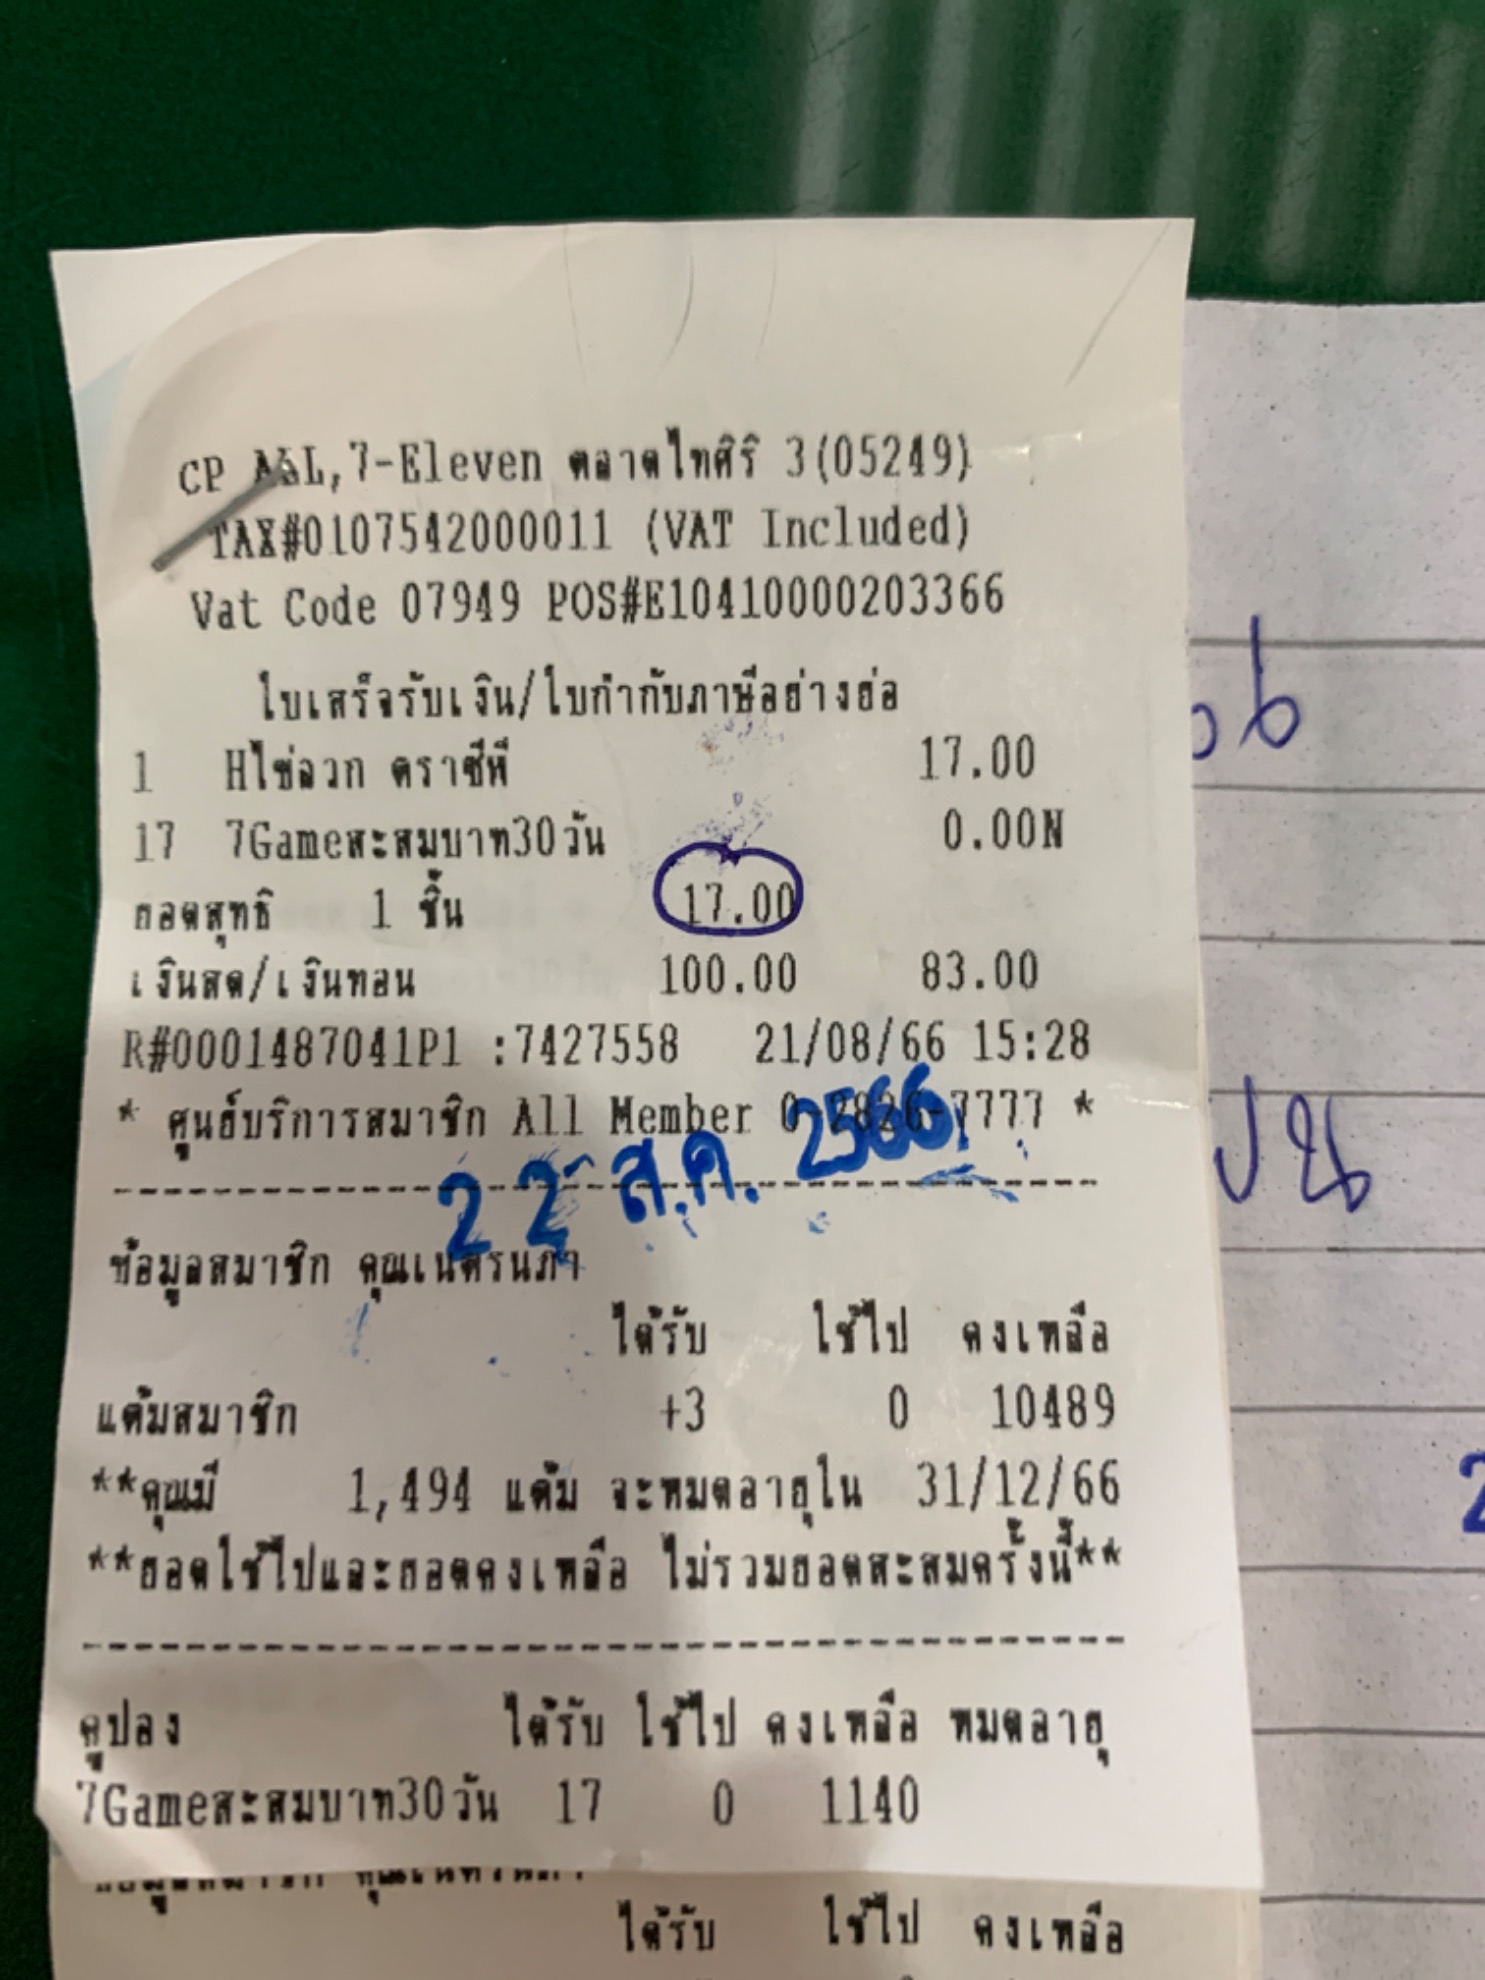 CP ALL,7-Eleven ตลาดไทศิริ 3(05249)
TAX#0107542000011 (VAT Included)
Vat Code 07949 POS#E10410000203366
ใบเสร็จรับเงิน/ใบกำกับภาษีอย่างย่อ
1 Hไข่ลวก ตราซีพี 17.00
17 7Gameสะสมบาท30วัน 0.00N
ยอดสุทธิ 1 ชิ้น 17.00
เงินสด/เงินทอน 100.00 83.00
R#0001487041P1 :7427558 21/08/66 15:28
* ศูนย์บริการสมาชิก All Member 0-2826-7777 *
22 ส.ค. 2566
ข้อมูลสมาชิก คุณเนตรนภา
ได้รับ ใช้ไป คงเหลือ
แต้มสมาชิก +3 0 10489
**คุณมี 1,494 แต้ม จะหมดอายุใน 31/12/66
**ยอดใช้ไปและยอดคงเหลือ ไม่รวมยอดสะสมครั้งนี้**
คูปอง ได้รับ ใช้ไป คงเหลือ หมดอายุ
7Gameสะสมบาท30วัน 17 0 1140
ได้รับ ใช้ไป คงเหลือ